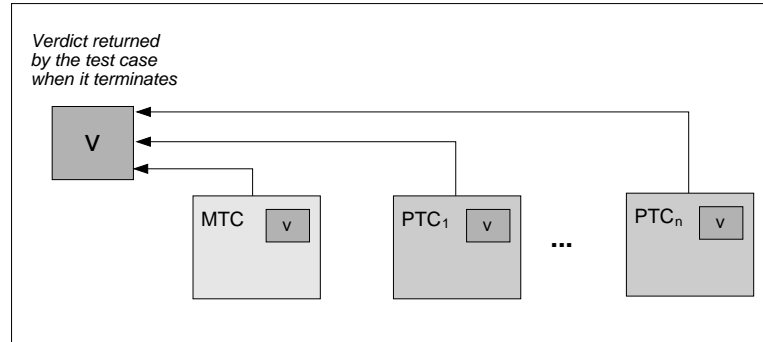 Verdict returned
by the test case
when it terminates
v
MTC v PTC₁ v ... PTCₙ v